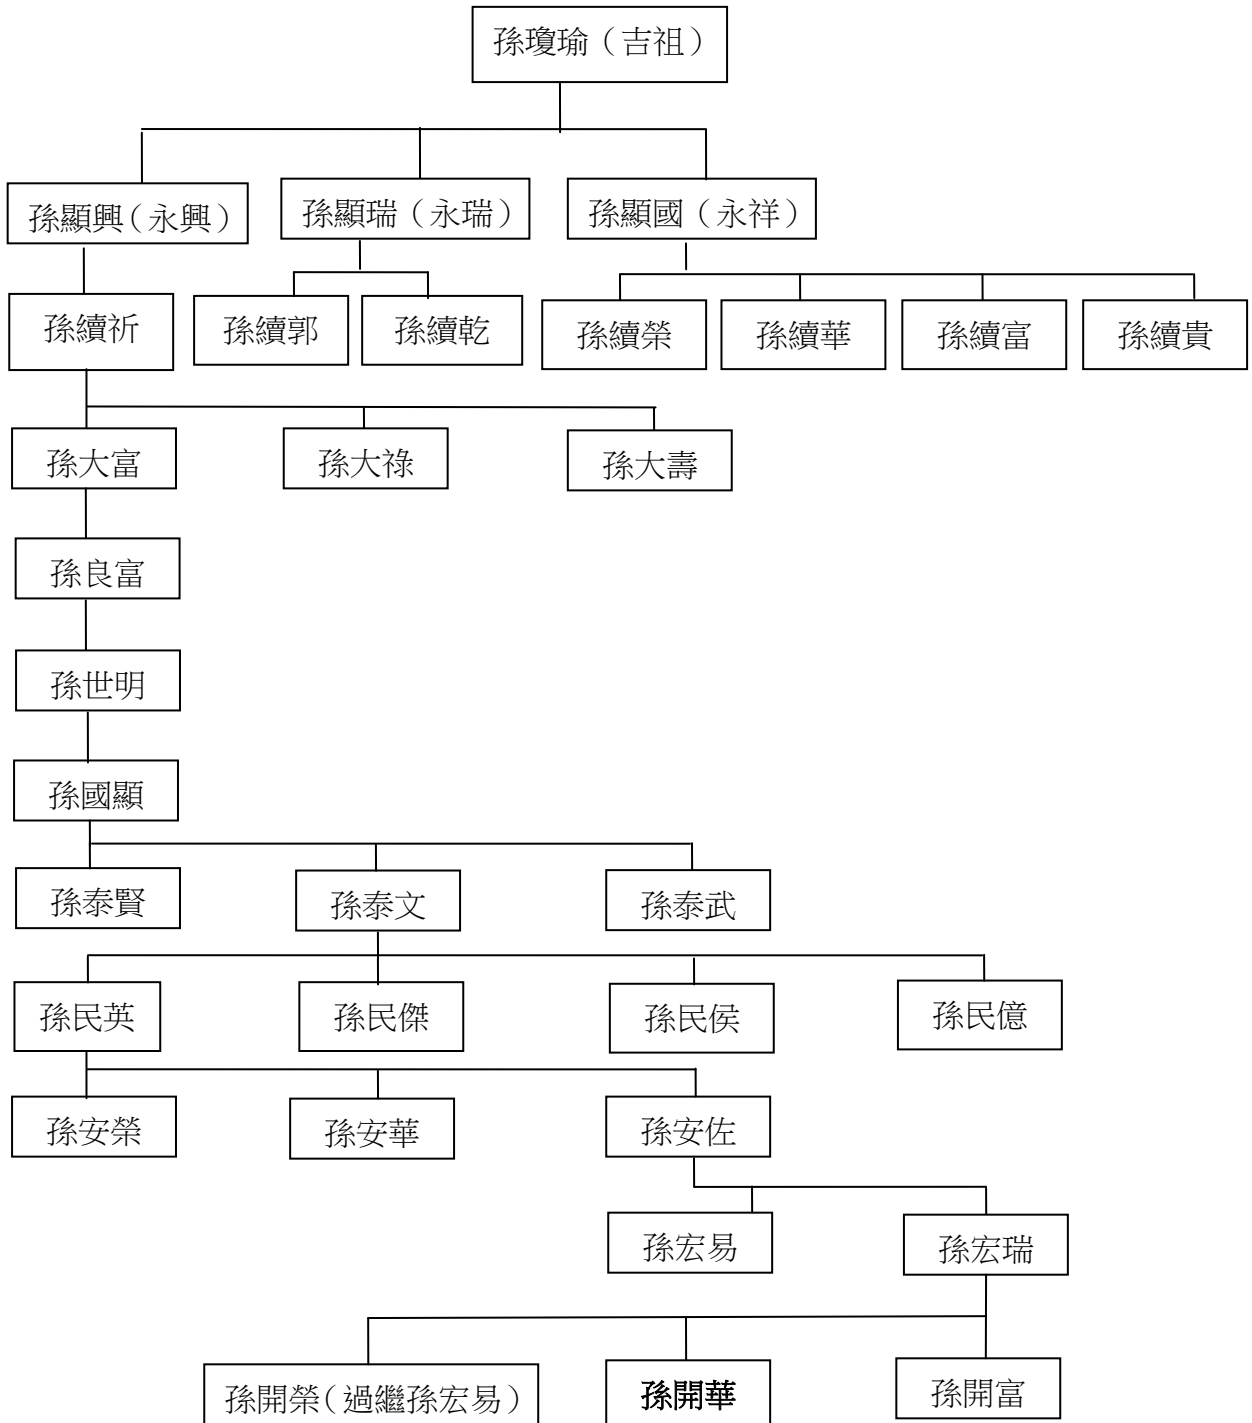 孫瓊瑜（吉祖）
孫顯興（永興）
孫顯瑞（永瑞）
孫顯國（永祥）
孫續祈
孫續郭
孫續乾
孫續榮
孫續華
孫續富
孫續貴
孫大富
孫大祿
孫大壽
孫良富
孫世明
孫國顯
孫泰賢
孫泰文
孫泰武
孫民英
孫民傑
孫民侯
孫民億
孫安榮
孫安華
孫安佐
孫宏易
孫宏瑞
孫開榮（過繼孫宏易）
孫開華
孫開富